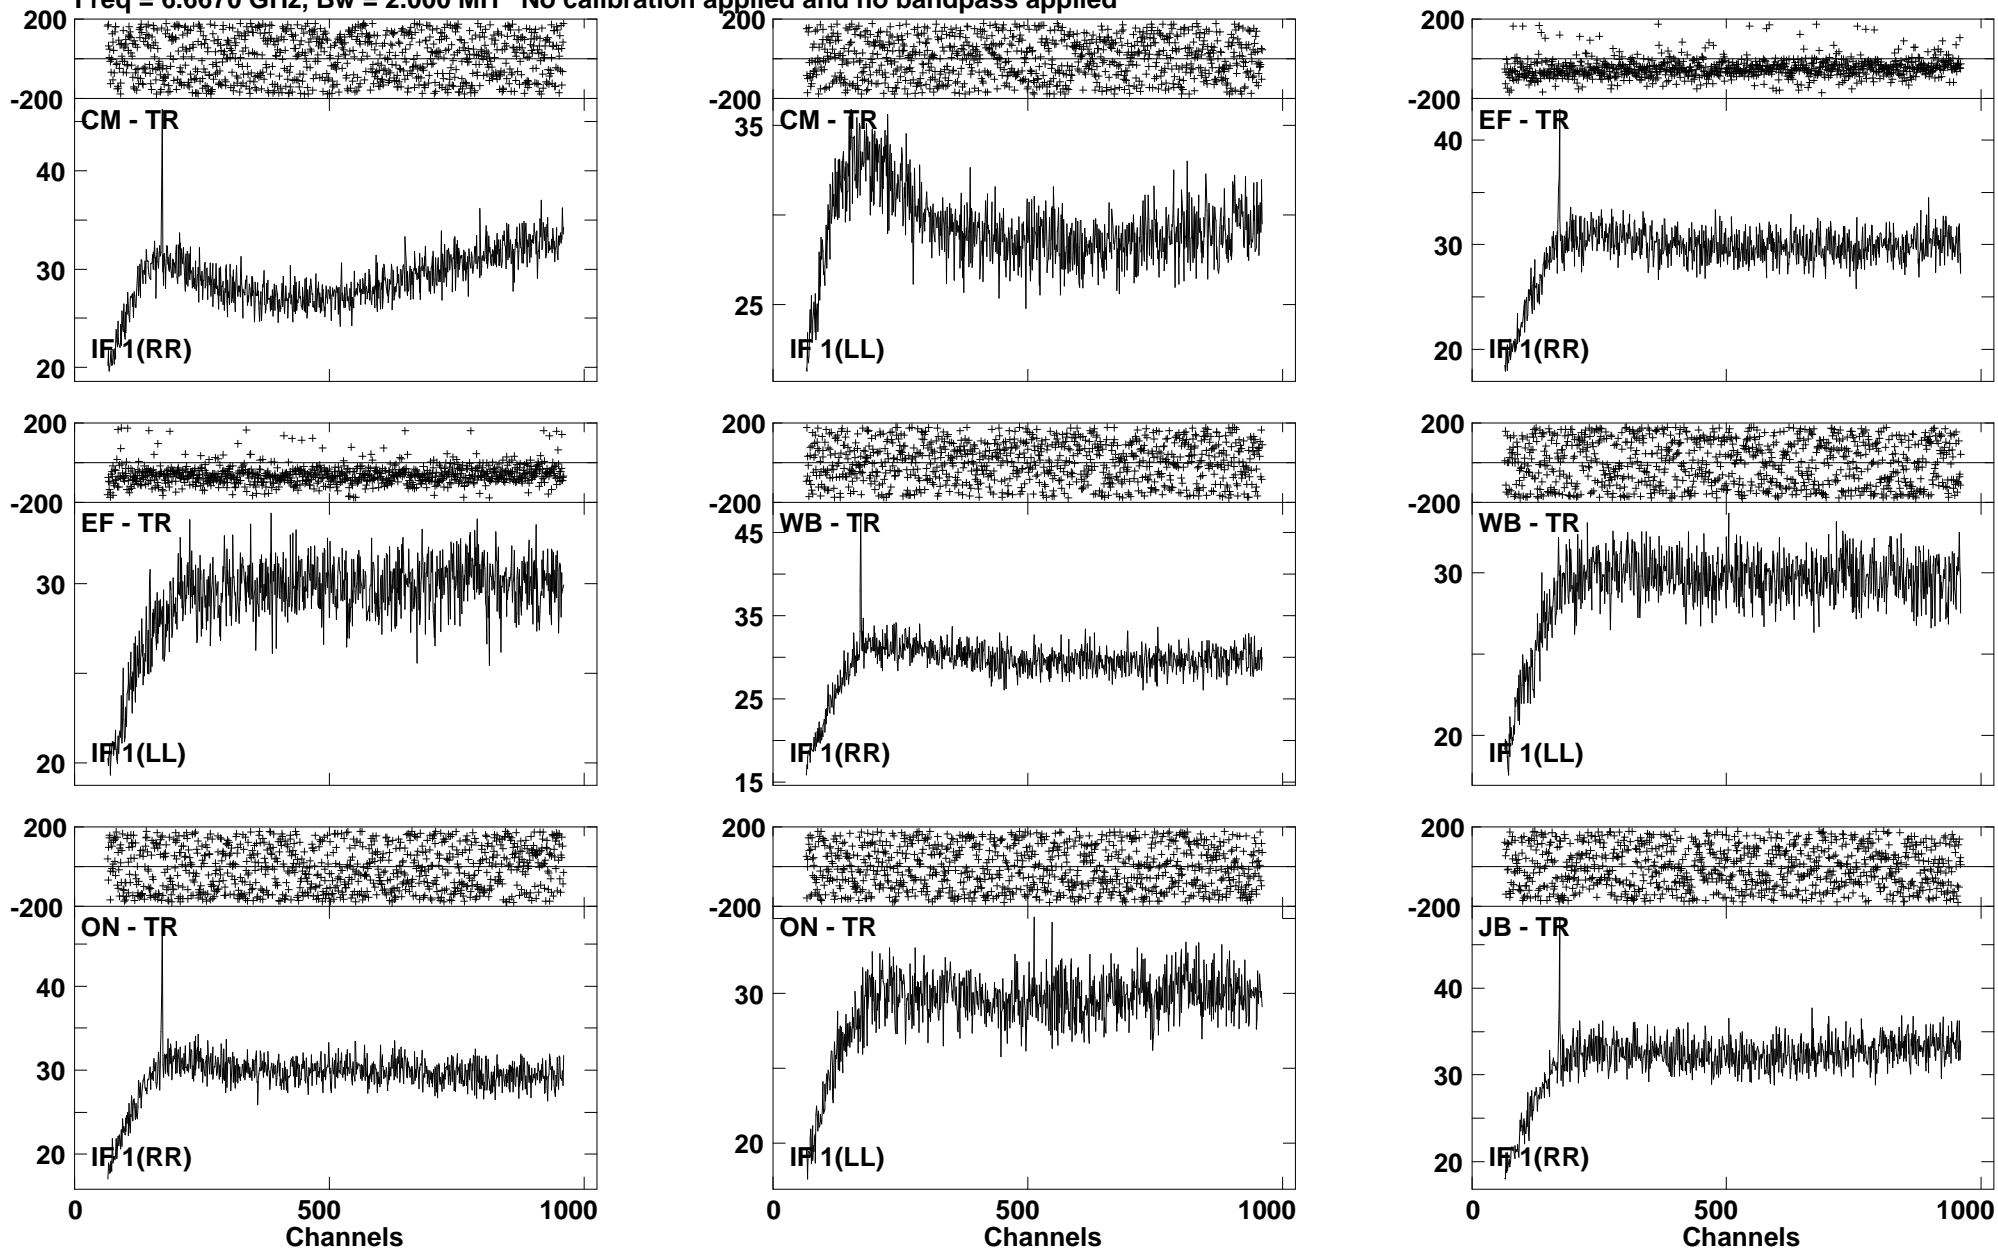 Freq = 6.6670 GHz, Bw = 2.000 MH No calibration applied and no bandpass applied
200
-200
CM - TR
40
30
20
IF 1(RR)
200
-200
CM - TR
35
25
IF 1(LL)
200
-200
EF - TR
40
30
20
IF 1(RR)
200
-200
EF - TR
30
20
IF 1(LL)
200
-200
WB - TR
45
35
25
15
IF 1(RR)
200
-200
WB - TR
30
20
IF 1(LL)
200
-200
ON - TR
40
30
20
IF 1(RR)
0 500 1000
Channels
200
-200
ON - TR
30
20
IF 1(LL)
0 500 1000
Channels
200
-200
JB - TR
40
30
20
IF 1(RR)
0 500 1000
Channels